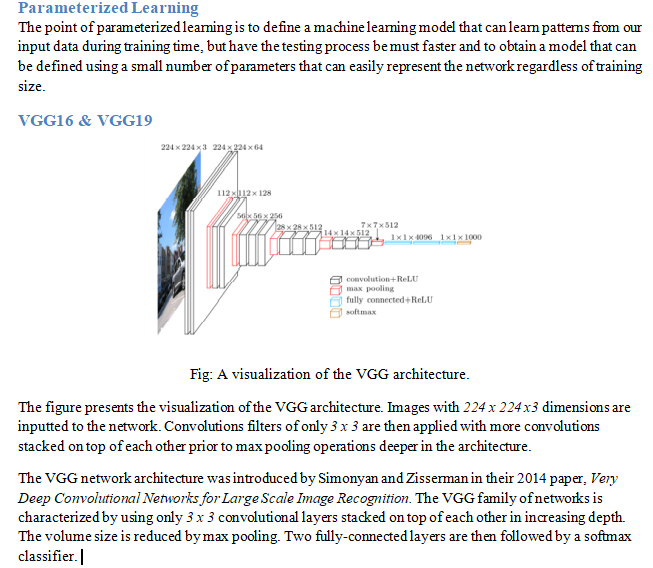 Parameterized Learning
The point of parameterized learning is to define a machine learning model that can learn patterns from our
input data during training time, but have the testing process be must faster and to obtain a model that can
be defined using a small number of parameters that can easily represent the network regardless of training
size.
VGG16 & VGG19
224×224×3 224×224×64
112×112×128
56×56×256
28×28×512
14×14×512
7×7×512
1×1×4096 1×1×1000
convolution+ReLU
max pooling
fully connected+ReLU
softmax
Fig: A visualization of the VGG architecture.
The figure presents the visualization of the VGG architecture. Images with 224 x 224 x3 dimensions are
inputted to the network. Convolutions filters of only 3 x 3 are then applied with more convolutions
stacked on top of each other prior to max pooling operations deeper in the architecture.
The VGG network architecture was introduced by Simonyan and Zisserman in their 2014 paper, Very
Deep Convolutional Networks for Large Scale Image Recognition. The VGG family of networks is
characterized by using only 3 x 3 convolutional layers stacked on top of each other in increasing depth.
The volume size is reduced by max pooling. Two fully-connected layers are then followed by a softmax
classifier.